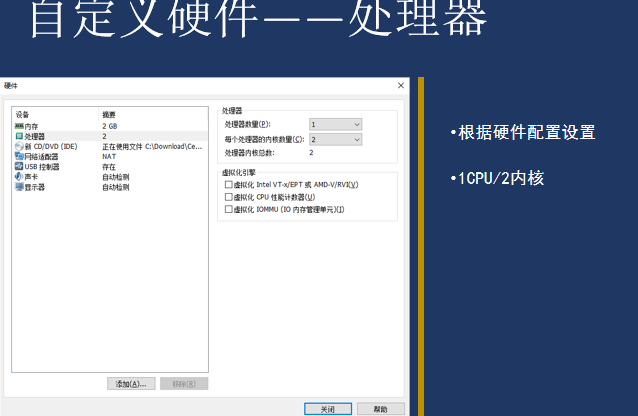 自定义硬件——处理器
硬件
设备 摘要
内存 2 GB
处理器 2
新 CD/DVD (IDE) 正在使用文件 C:\Download\Ce...
网络适配器 NAT
USB 控制器 存在
声卡 自动检测
显示器 自动检测
添加(A)... 移除(R)
处理器
处理器数量(P): 1
每个处理器的内核数量(C): 2
处理器内核总数: 2
虚拟化引擎
虚拟化 Intel VT-x/EPT 或 AMD-V/RVI(V)
虚拟化 CPU 性能计数器(U)
虚拟化 IOMMU (IO 内存管理单元)(I)
关闭 帮助
•根据硬件配置设置
•1CPU/2内核